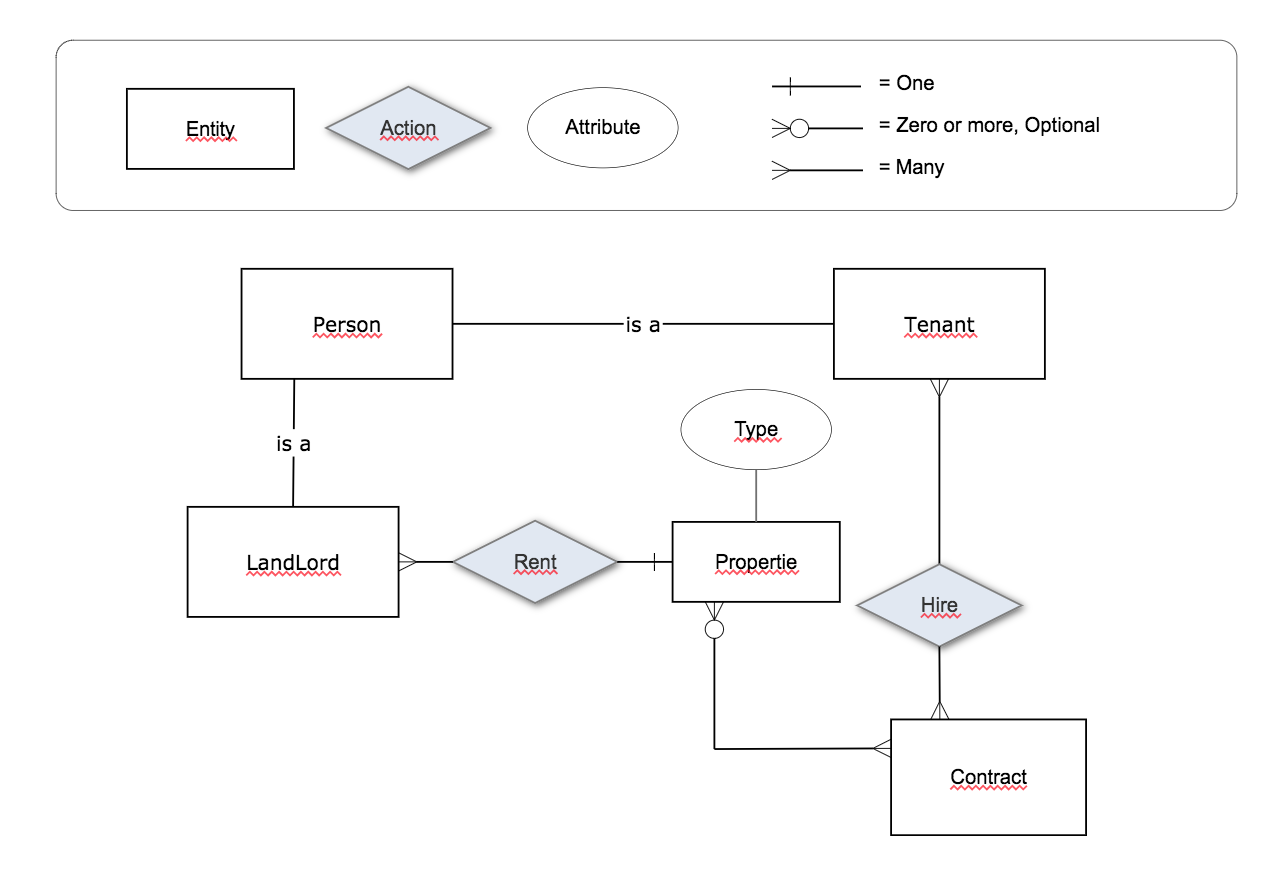 Entity
Action
Attribute
= One
= Zero or more, Optional
= Many
Person
is a
Tenant
Type
is a
LandLord
Rent
Propertie
Hire
Contract